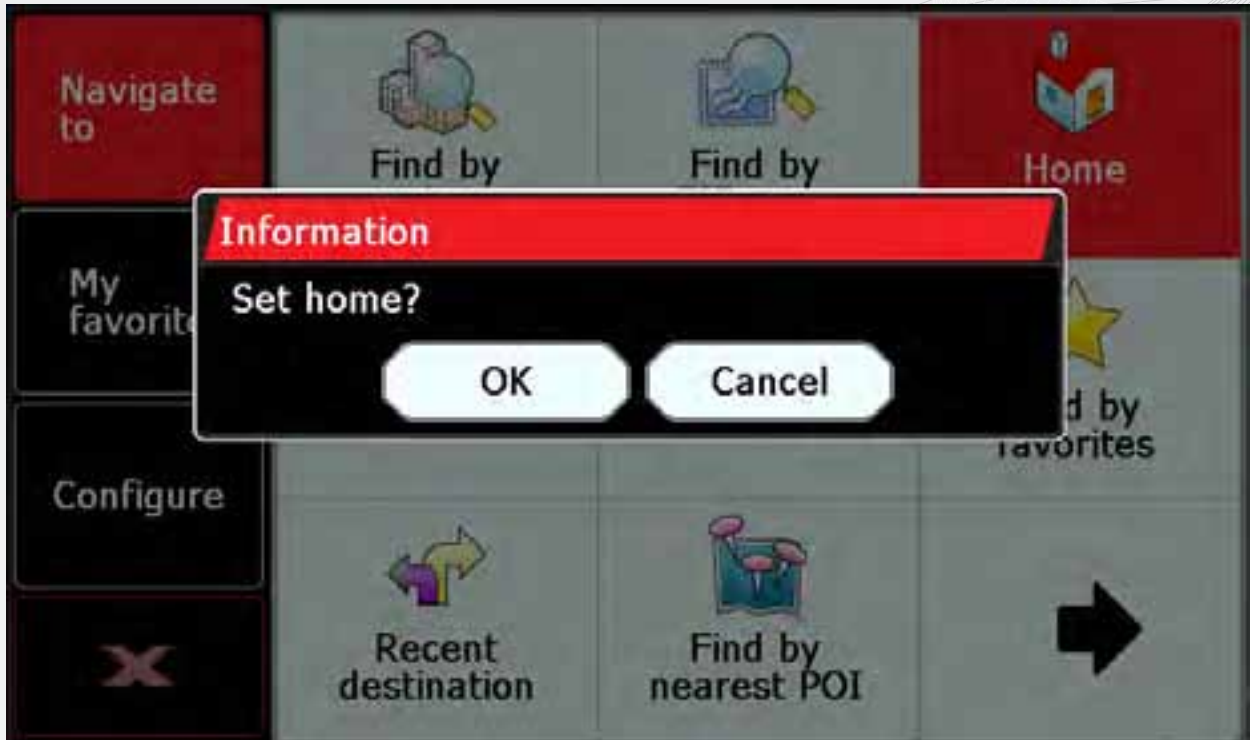 Navigate
to
Find by
Find by
Home
Information
My
Set home?
OK
Cancel
by
favorites
Configure
Recent
destination
Find by
nearest POI